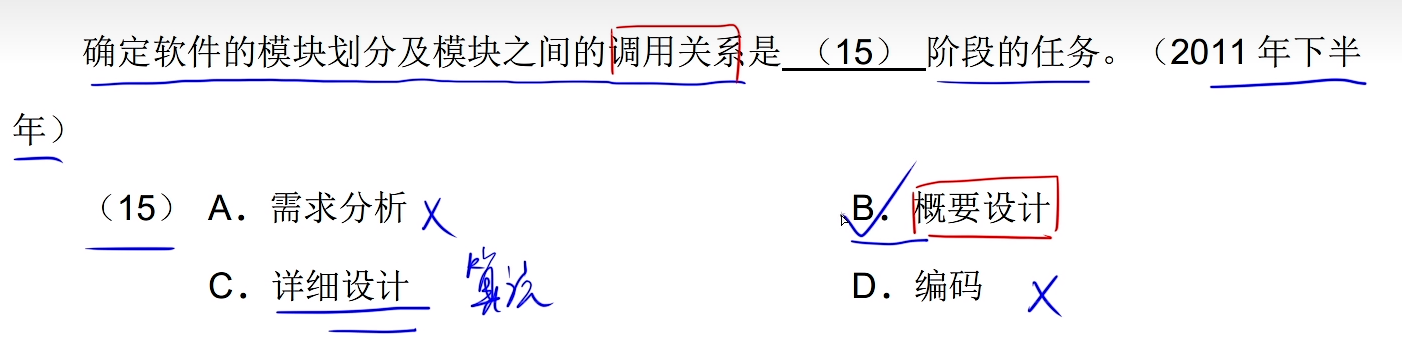 确定软件的模块划分及模块之间的调用关系是 （15） 阶段的任务。（2011 年下半
年）
（15） A．需求分析 X B．概要设计
C．详细设计 算法 D．编码 X